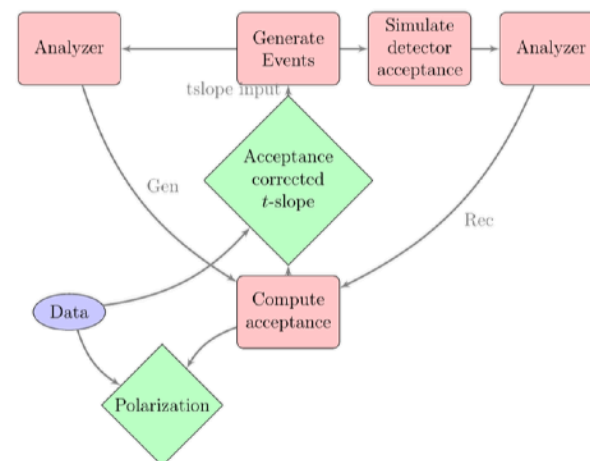 Analyzer
Generate
Events
Simulate
detector
acceptance
Analyzer
tslope input
Acceptance
corrected
t-slope
Gen
Rec
Data
Compute
acceptance
Polarization